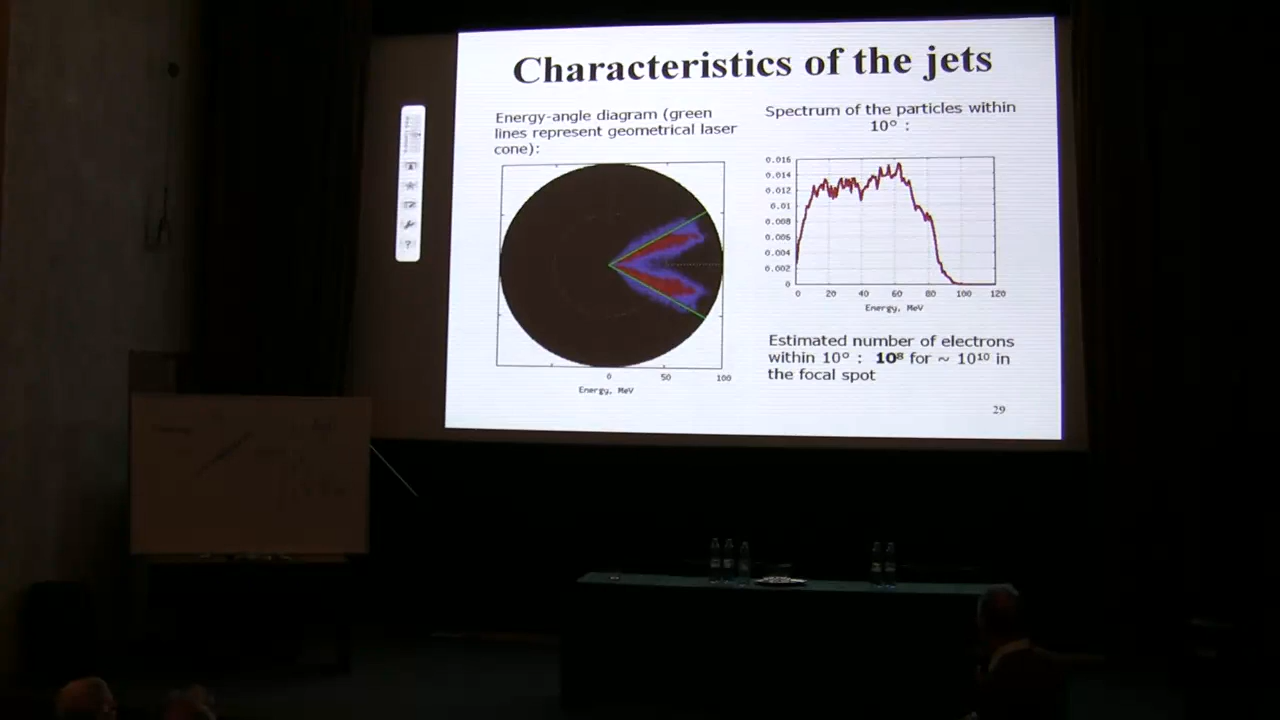 Characteristics of the jets
Energy-angle diagram (green
lines represent geometrical laser
cone):
0
50
100
Energy, MeV
Spectrum of the particles within
10° :
0.016
0.014
0.012
0.01
0.008
0.006
0.004
0.002
0
0
20
40
60
80
100
120
Energy, MeV
Estimated number of electrons
within 10° : 10⁸ for ~ 10¹⁰ in
the focal spot
29
?